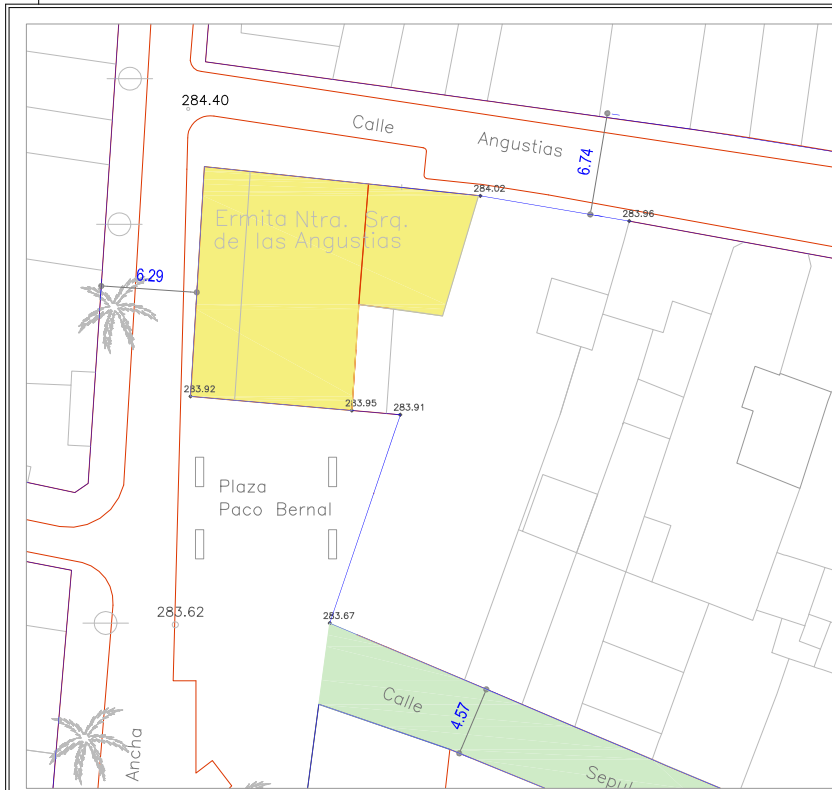 284.40
Calle
Angustias
6.74
284.02
283.96
Ermita Ntra. Sra.
de las Angustias
6.29
283.92
283.95
283.91
Plaza
Paco Bernal
283.62
283.67
Calle
4.57
Ancha
Sepul